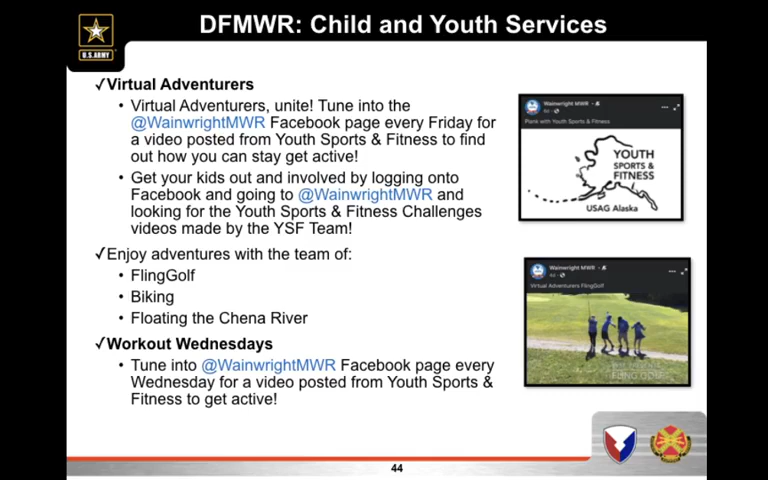 DFMWR: Child and Youth Services
U.S.ARMY
✓Virtual Adventurers
• Virtual Adventurers, unite! Tune into the
@WainwrightMWR Facebook page every Friday for
a video posted from Youth Sports & Fitness to find
out how you can stay get active!
• Get your kids out and involved by logging onto
Facebook and going to @WainwrightMWR and
looking for the Youth Sports & Fitness Challenges
videos made by the YSF Team!
✓Enjoy adventures with the team of:
• FlingGolf
• Biking
• Floating the Chena River
✓Workout Wednesdays
• Tune into @WainwrightMWR Facebook page every
Wednesday for a video posted from Youth Sports &
Fitness to get active!
Wainwright MWR
Plank with Youth Sports & Fitness
YOUTH
SPORTS &
FITNESS
USAG Alaska
Wainwright MWR
Virtual Adventurers FlingGolf
FLING GOLF
44